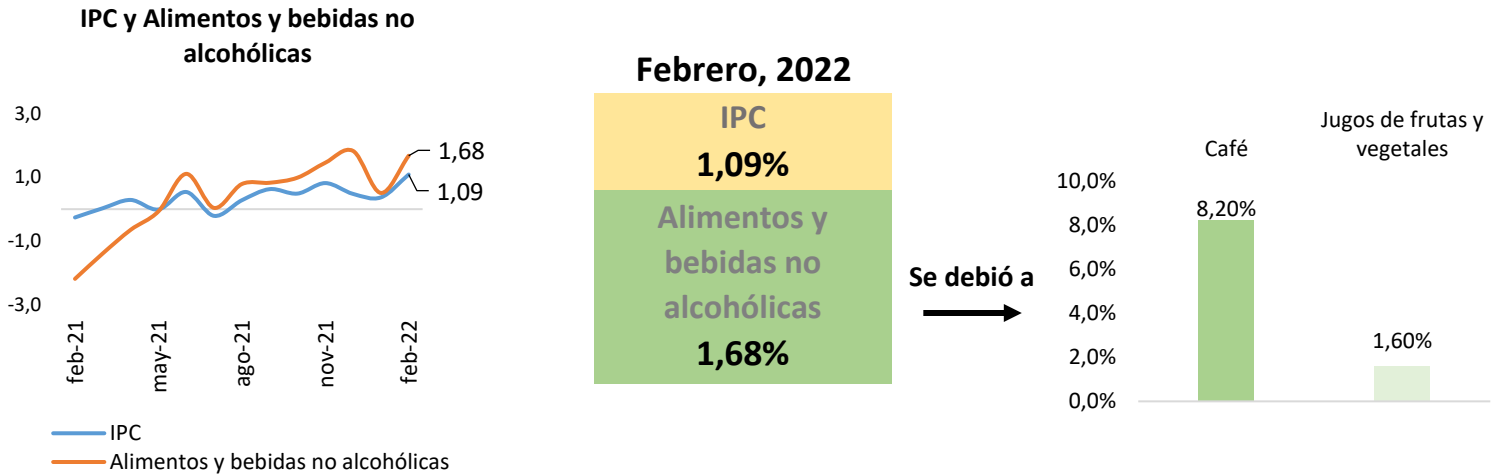 IPC y Alimentos y bebidas no
alcohólicas
3,0
1,0
-1,0
-3,0
1,68
1,09
feb-21
may-21
ago-21
nov-21
feb-22
IPC
Alimentos y bebidas no alcohólicas
Febrero, 2022
IPC
1,09%
Alimentos y
bebidas no
alcohólicas
1,68%
Se debió a
Café
Jugos de frutas y
vegetales
10,0%
8,0%
6,0%
4,0%
2,0%
0,0%
8,20%
1,60%